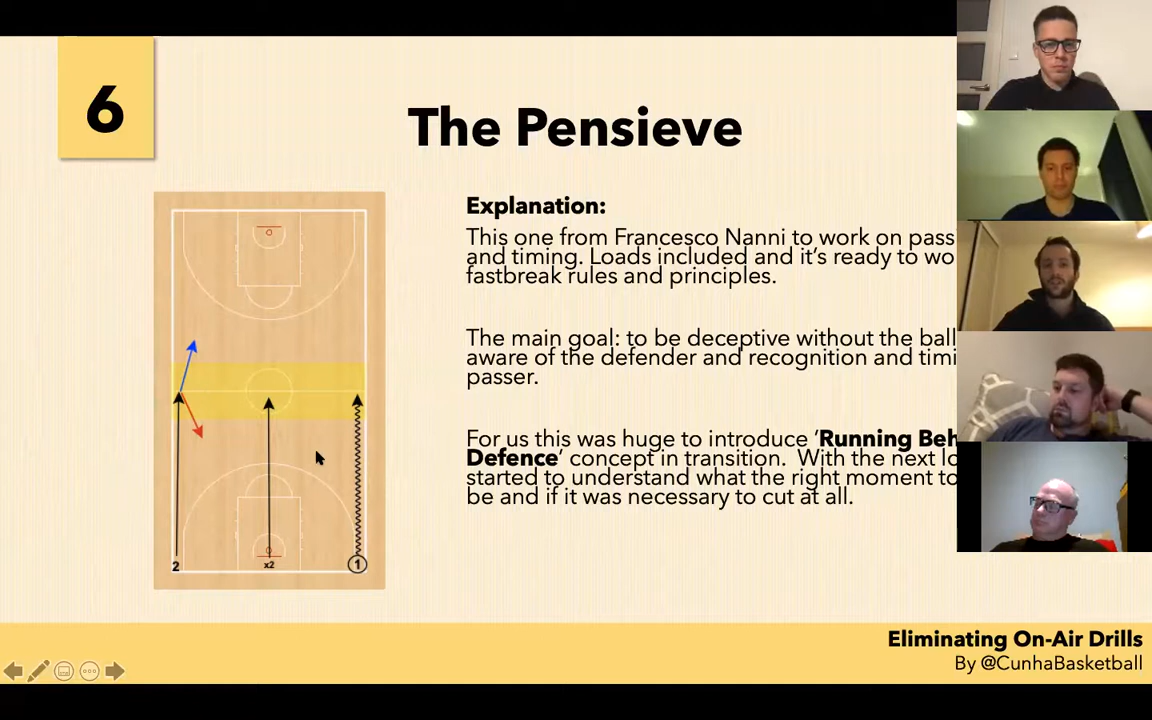 6
The Pensieve
Explanation:
This one from Francesco Nanni to work on pass
and timing. Loads included and it's ready to wo
fastbreak rules and principles.
The main goal: to be deceptive without the ball
aware of the defender and recognition and timi
passer.
For us this was huge to introduce ‘Running Beh
Defence’ concept in transition. With the next lo
started to understand what the right moment to
be and if it was necessary to cut at all.
2 x2 1
Eliminating On-Air Drills
By @CunhaBasketball